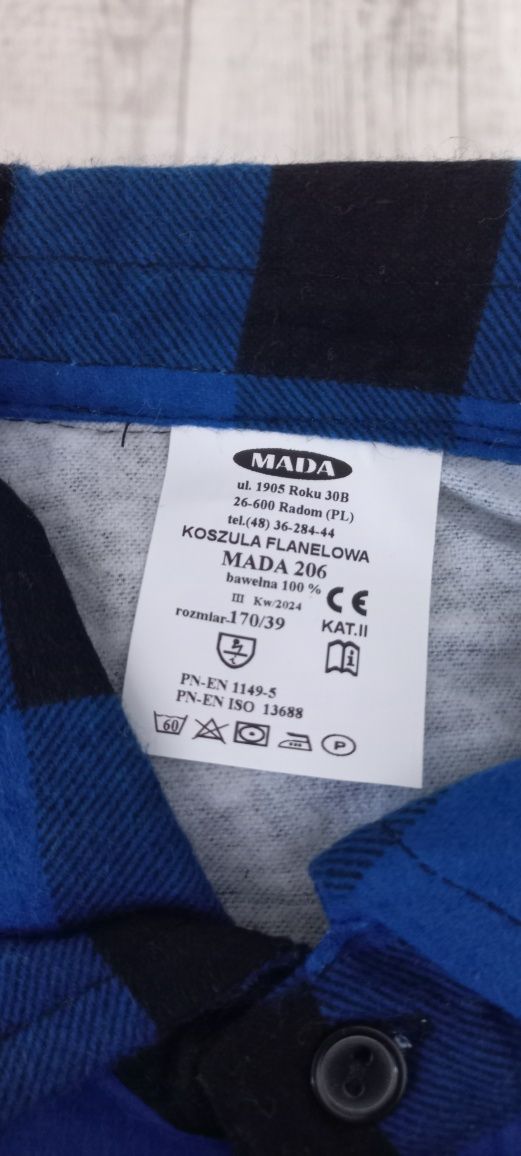 MADA
ul. 1905 Roku 30B
26-600 Radom (PL)
tel.(48) 36-284-44
KOSZULA FLANELOWA
MADA 206
bawełna 100 %
CE
III Kw/2024
rozmiar-170/39
KAT.II
PN-EN 1149-5
PN-EN ISO 13688
60
P